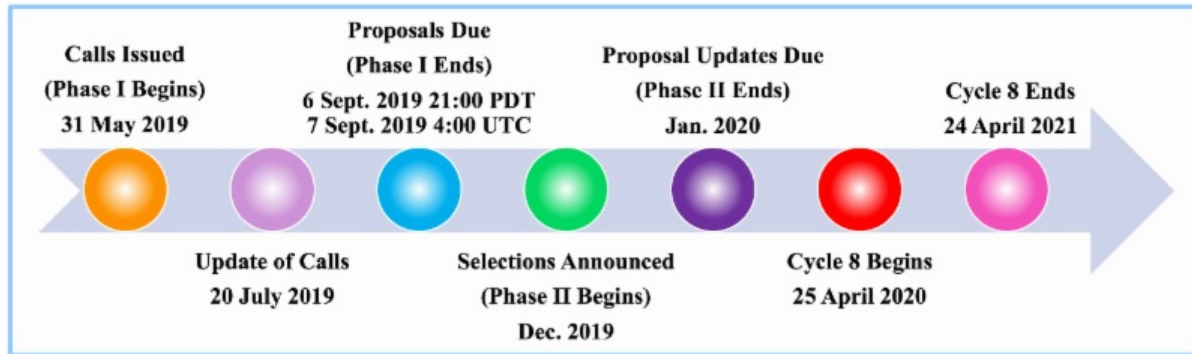 Calls Issued
(Phase I Begins)
31 May 2019
Update of Calls
20 July 2019
Proposals Due
(Phase I Ends)
6 Sept. 2019 21:00 PDT
7 Sept. 2019 4:00 UTC
Selections Announced
(Phase II Begins)
Dec. 2019
Proposal Updates Due
(Phase II Ends)
Jan. 2020
Cycle 8 Begins
25 April 2020
Cycle 8 Ends
24 April 2021